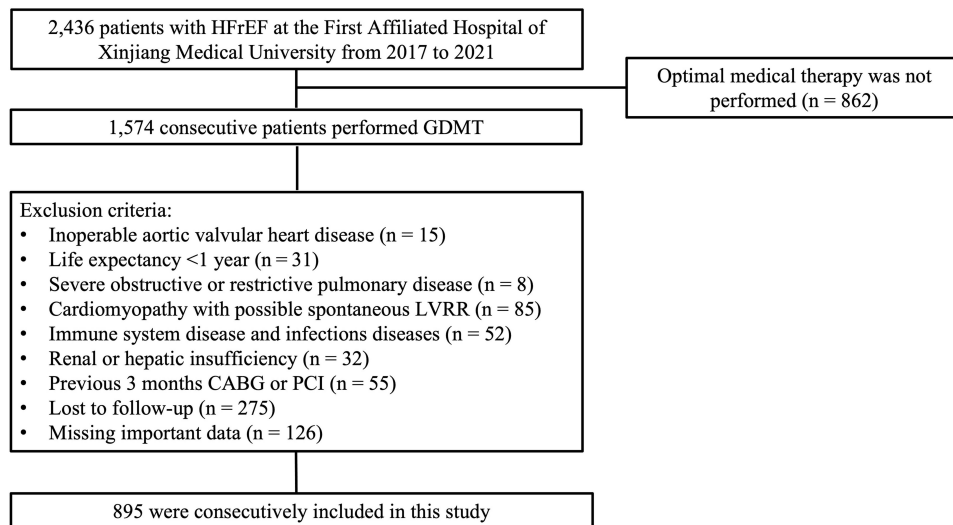 2,436 patients with HFrEF at the First Affiliated Hospital of
Xinjiang Medical University from 2017 to 2021
Optimal medical therapy was not
performed (n = 862)
1,574 consecutive patients performed GDMT
Exclusion criteria:
• Inoperable aortic valvular heart disease (n = 15)
• Life expectancy <1 year (n = 31)
• Severe obstructive or restrictive pulmonary disease (n = 8)
• Cardiomyopathy with possible spontaneous LVRR (n = 85)
• Immune system disease and infections diseases (n = 52)
• Renal or hepatic insufficiency (n = 32)
• Previous 3 months CABG or PCI (n = 55)
• Lost to follow-up (n = 275)
• Missing important data (n = 126)
895 were consecutively included in this study